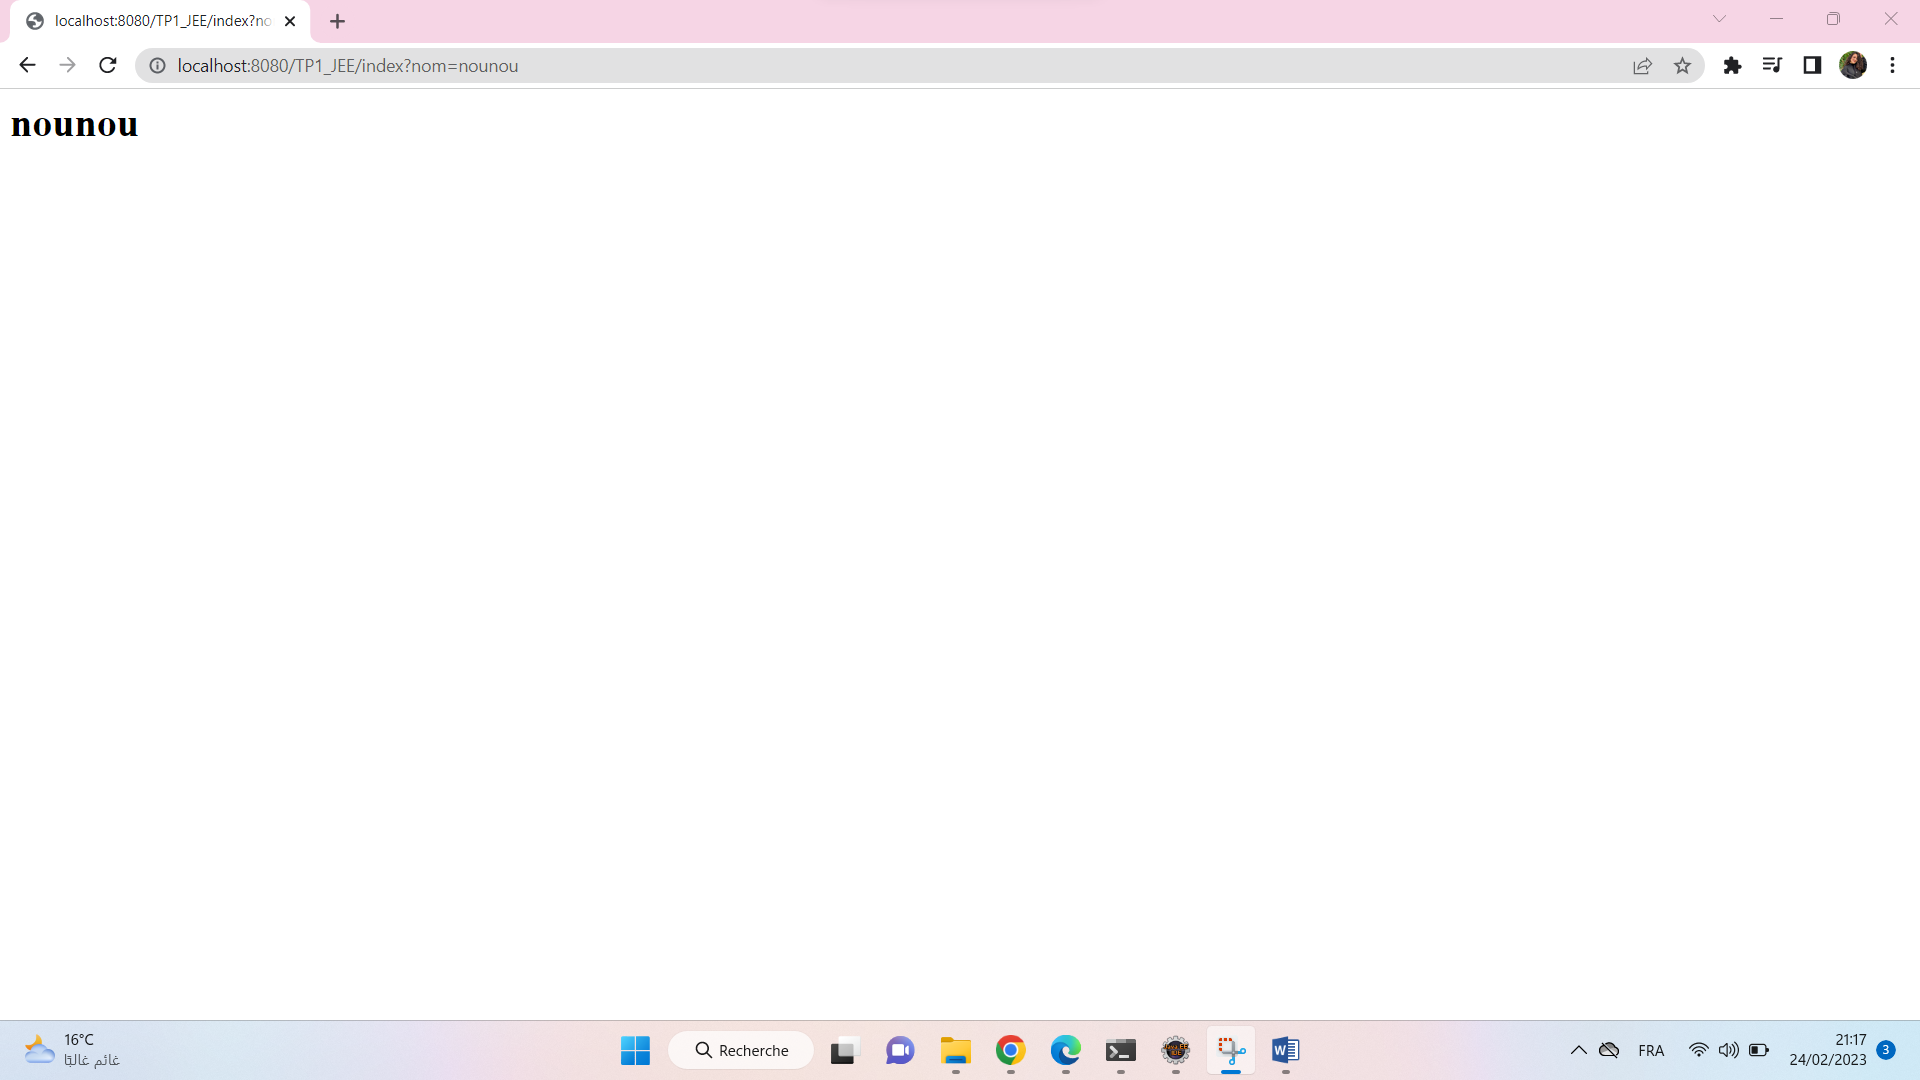 localhost:8080/TP1_JEE/index?no
localhost:8080/TP1_JEE/index?nom=nounou
nounou
16°C
غائم غالبًا
Recherche
FRA
21:17
24/02/2023
3